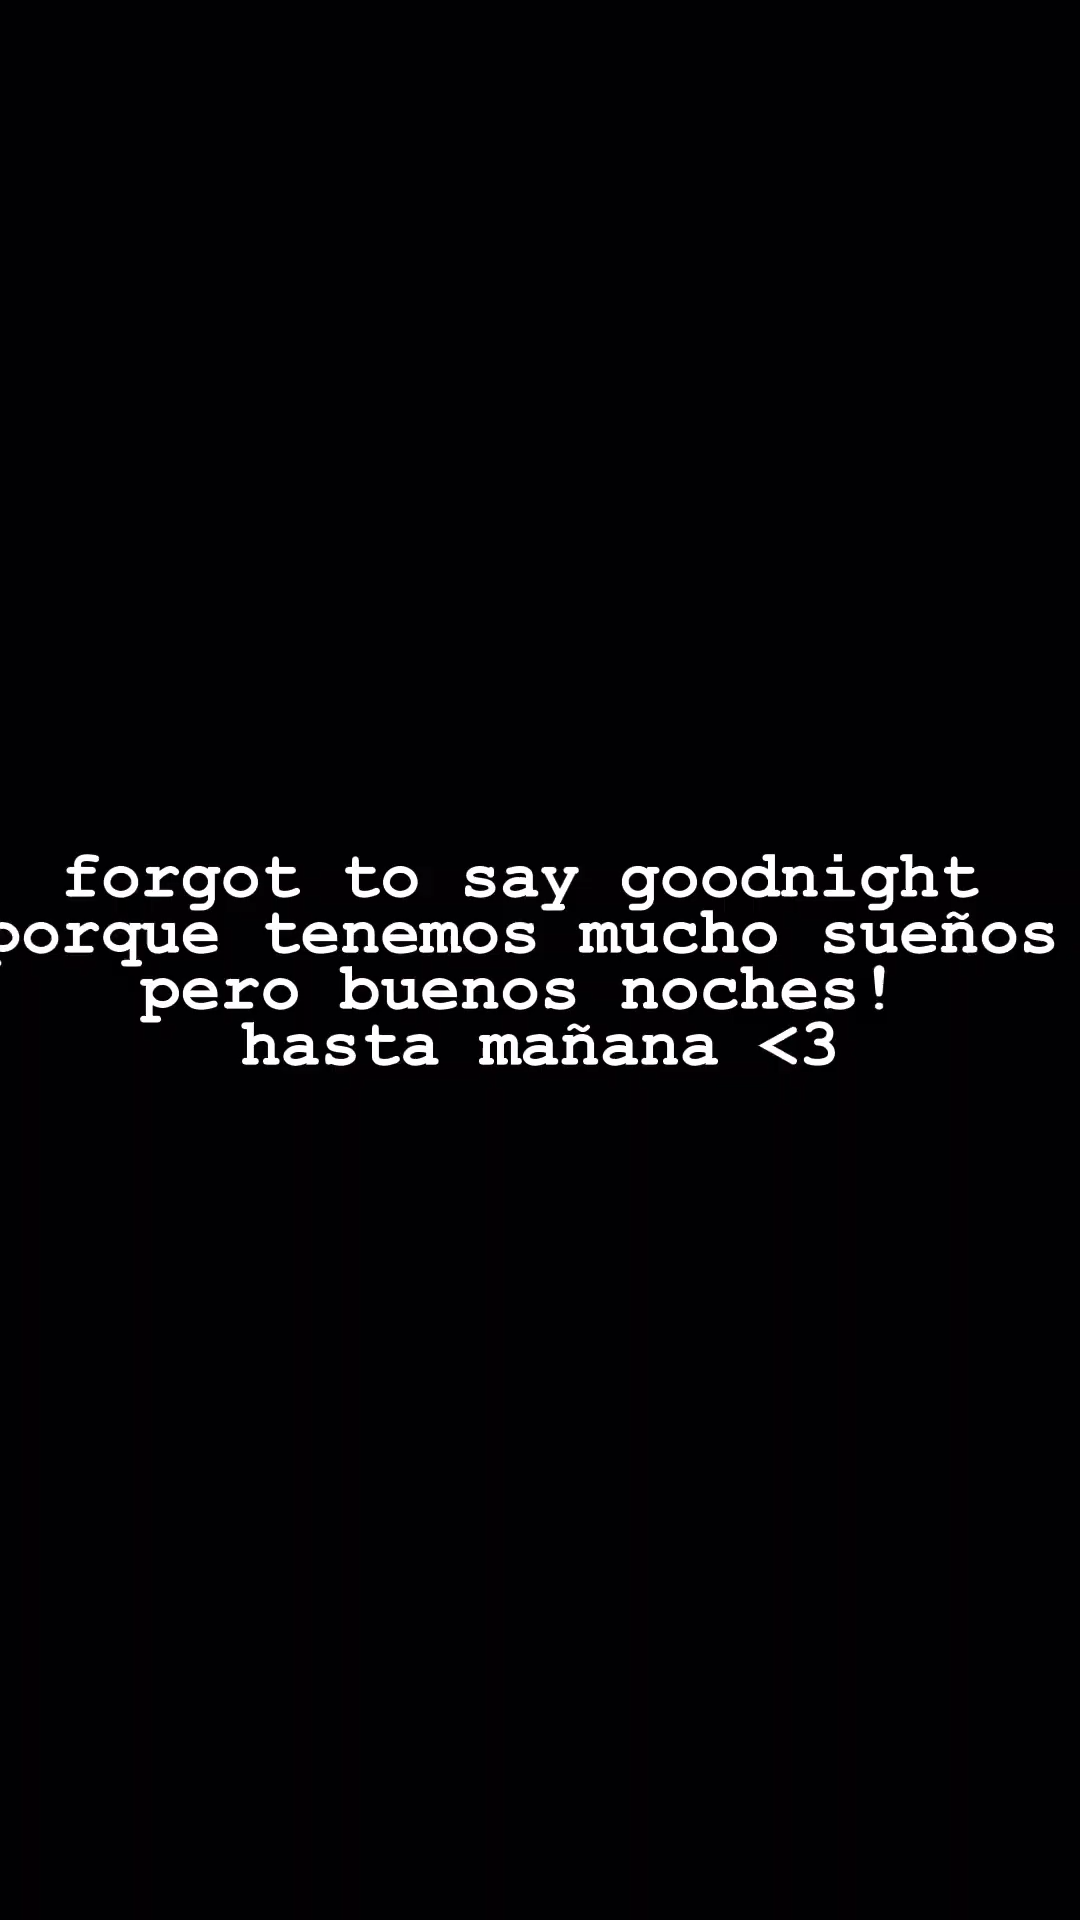 forgot to say goodnight
porque tenemos mucho sueños
pero buenos noches!
hasta mañana <3